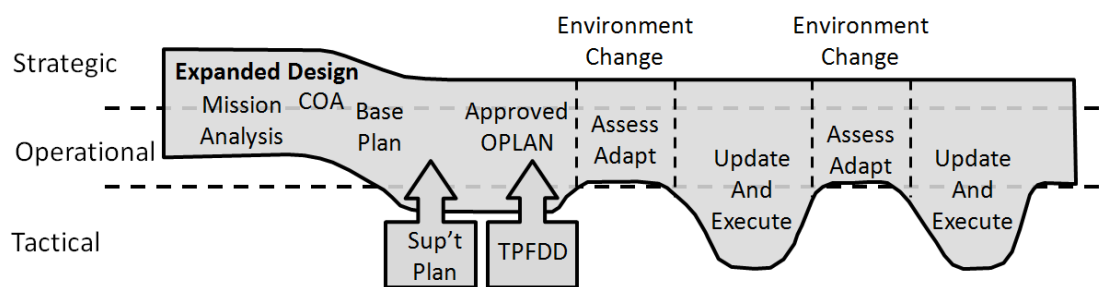 Environment
Change
Environment
Change
Strategic
Expanded Design
COA
Mission
Analysis
Base
Plan
Approved
OPLAN
Assess
Adapt
Assess
Adapt
Operational
Update
And
Execute
Update
And
Execute
Tactical
Sup't
Plan
TPFDD